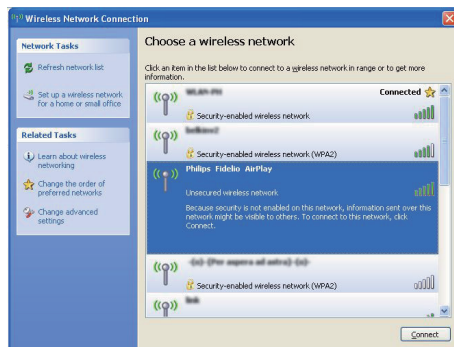 Wireless Network Connection
Network Tasks
Refresh network list
Set up a wireless network
for a home or small office
Related Tasks
Learn about wireless
networking
Change the order of
preferred networks
Change advanced
settings
Choose a wireless network
Click an item in the list below to connect to a wireless network in range or to get more
information.
Connected
Security-enabled wireless network
Security-enabled wireless network (WPA2)
Philips Fidelio AirPlay
Unsecured wireless network
Because security is not enabled on this network, information sent over this
network might be visible to others. To connect to this network, click
Connect.
Security-enabled wireless network (WPA2)
Connect